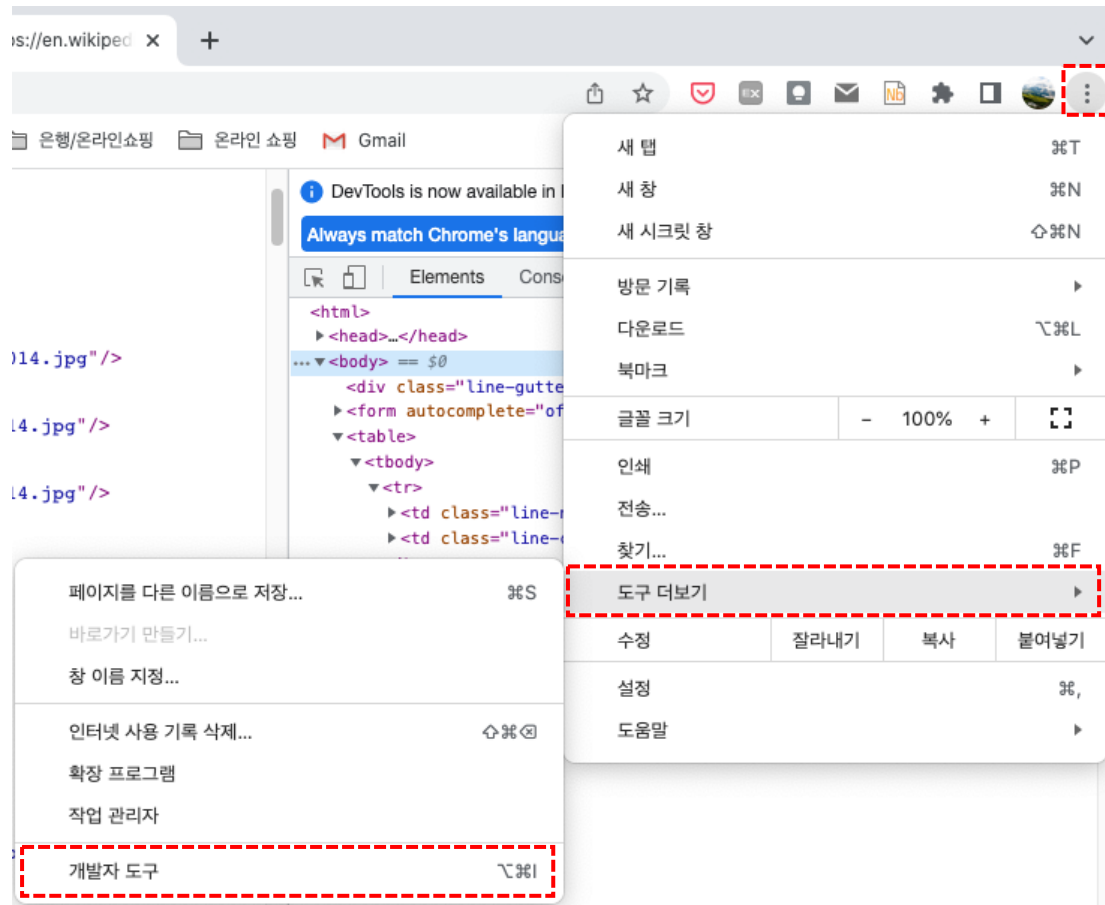 os://en.wikiped
은행/온라인쇼핑 온라인 쇼핑 Gmail
DevTools is now available in
Always match Chrome's langua
Elements Cons
<html>
<head>…</head>
<body> == $0
<div class="line-gutte
<form autocomplete="of
<table>
<tbody>
<tr>
<td class="line-
<td class="line-
014.jpg"/>
14.jpg"/>
14.jpg"/>
새 탭 ⌘T
새 창 ⌘N
새 시크릿 창 ⇧⌘N
방문 기록
다운로드 ⌥⌘L
북마크
글꼴 크기 - 100% +
인쇄 ⌘P
전송...
찾기... ⌘F
도구 더보기
수정 잘라내기 복사 붙여넣기
설정 ⌘,
도움말
페이지를 다른 이름으로 저장... ⌘S
바로가기 만들기...
창 이름 지정...
인터넷 사용 기록 삭제... ⇧⌘⌫
확장 프로그램
작업 관리자
개발자 도구 ⌥⌘I